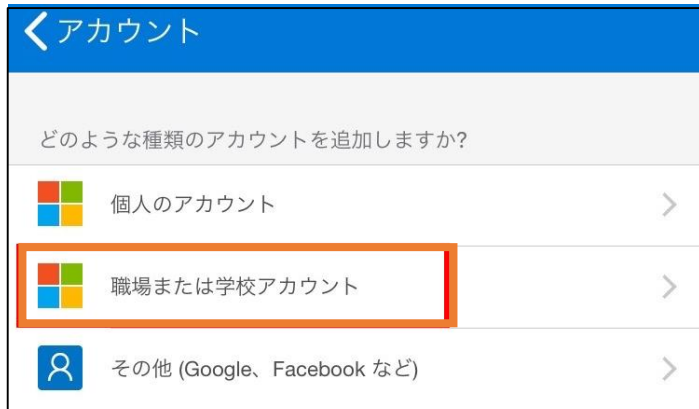 アカウント
どのような種類のアカウントを追加しますか?
個人のアカウント
職場または学校アカウント
その他 (Google、Facebook など)